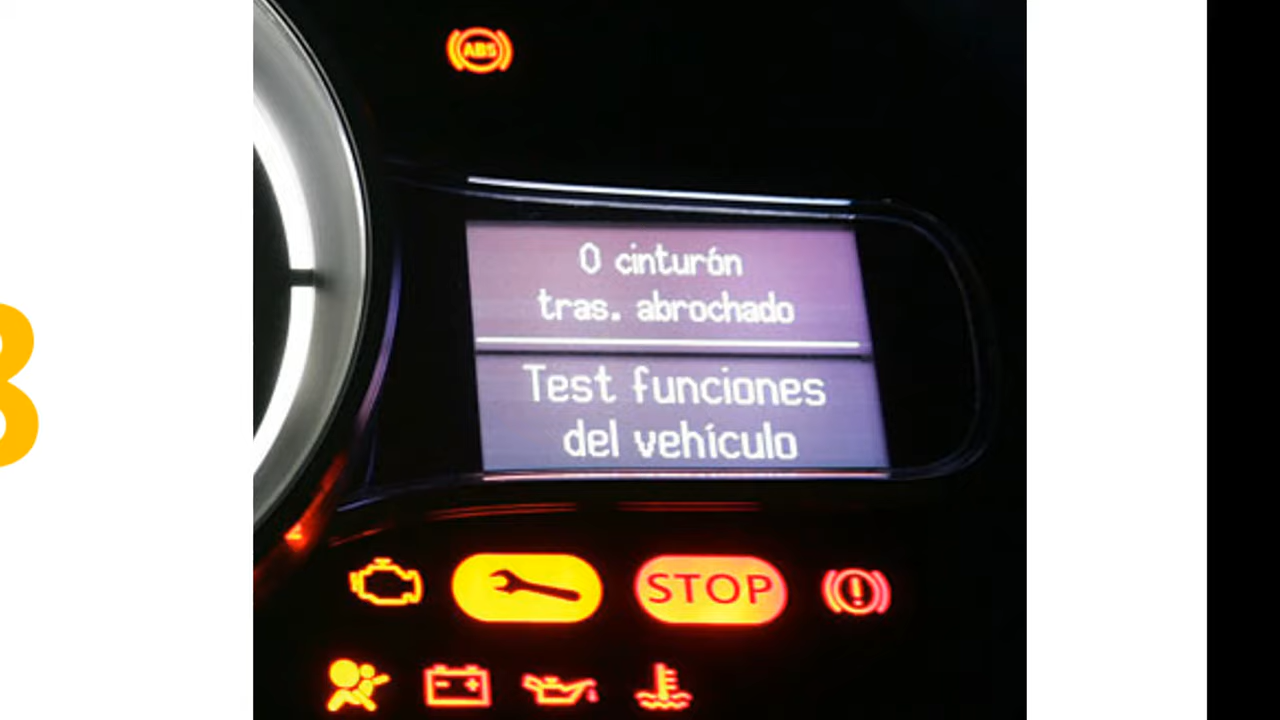 ABS
0 cinturón
tras. abrochado
Test funciones
del vehículo
STOP